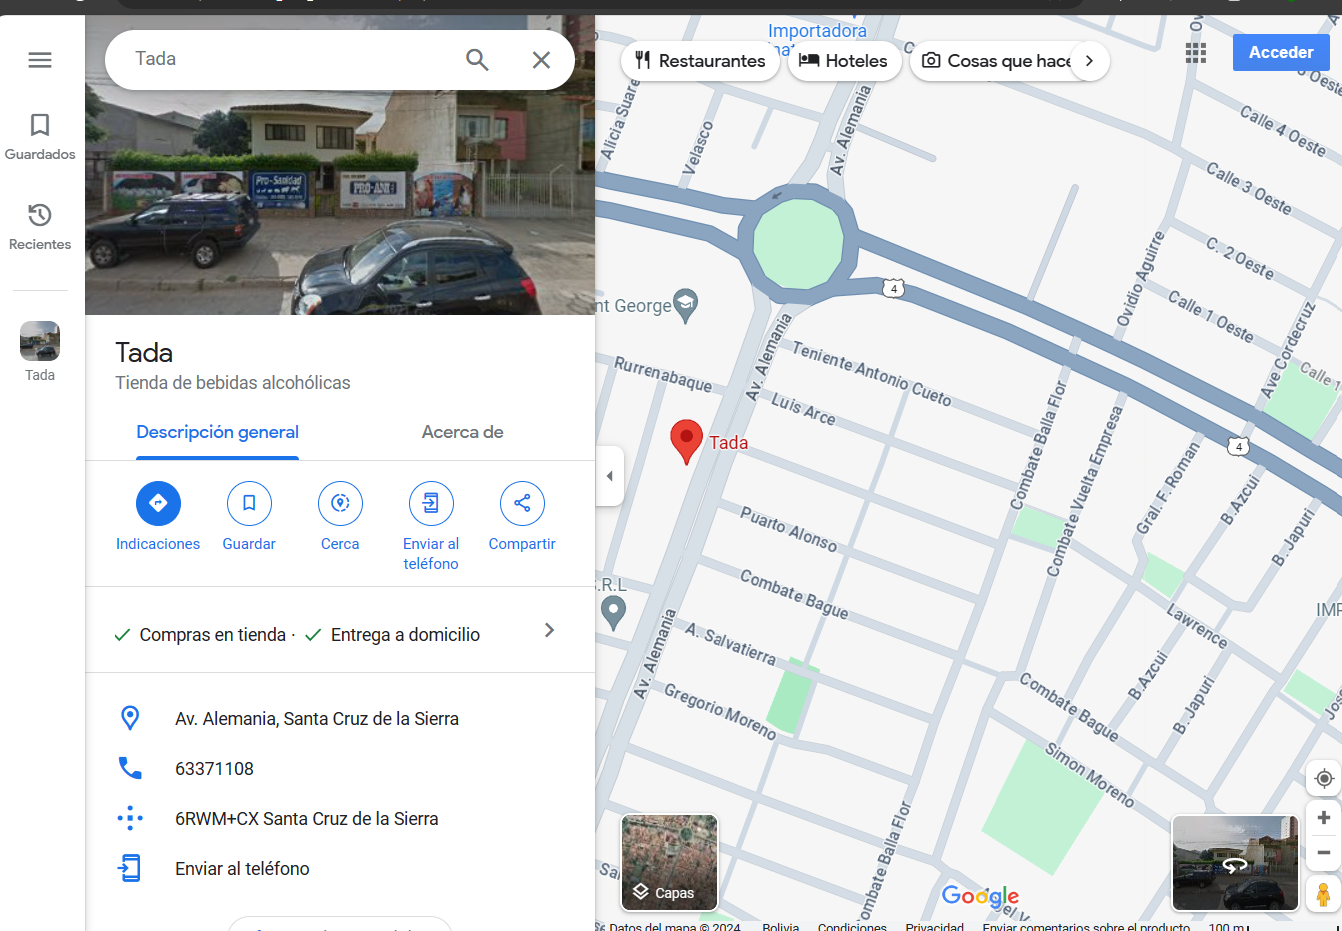 Tada
Guardados
Recientes
Tada
Pro-Sanidad
PRO-ANI
Tada
Tienda de bebidas alcohólicas
Descripción general
Acerca de
Indicaciones
Guardar
Cerca
Enviar al
teléfono
Compartir
Compras en tienda ·
Entrega a domicilio
Av. Alemania, Santa Cruz de la Sierra
63371108
6RWM+CX Santa Cruz de la Sierra
Enviar al teléfono
Importadora
Restaurantes
Hoteles
Cosas que hace
Acceder
Alicia Suare
Velasco
Av. Alemania
Calle 4 Oeste
Calle 3 Oeste
C. 2 Oeste
Calle 1 Oeste
Ovidio Aguirre
Ave Cordecruz
Calle 1
4
nt George
Av. Alemania
Rurrenabaque
Teniente Antonio Cueto
Luis Arce
Tada
Combate Balla Flor
Combate Vuelta Empresa
Gral. F. Roman
4
B.Azcui
B. Japuri
Puarto Alonso
Combate Bague
S.R.L
Av. Alemania
A. Salvatierra
Gregorio Moreno
Lawrence
IMP
B.Azcui
B. Japuri
Combate Bague
Simon Moreno
Combate Balla Flor
Capas
Google
Datos del mapa © 2024
Bolivia
Condiciones
Privacidad
Enviar comentarios sobre el producto
100 m